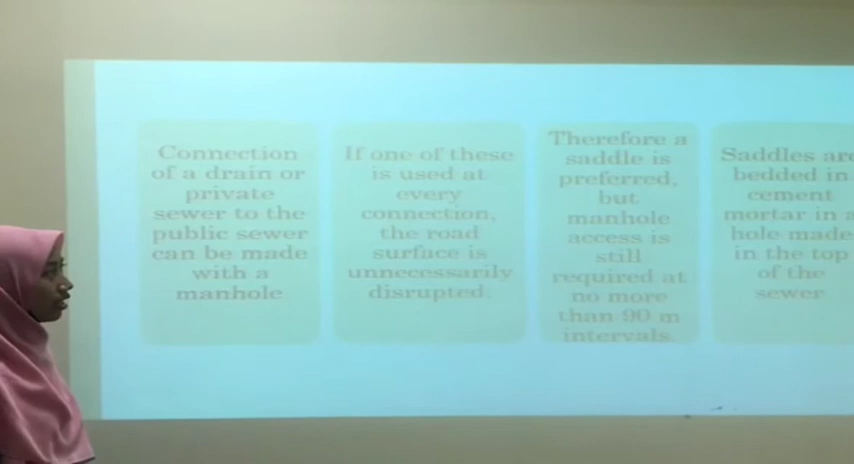 Connection
of a drain or
private
sewer to the
public sewer
can be made
with a
manhole
If one of these
is used at
every
connection,
the road
surface is
unnecessarily
disrupted.
Therefore a
saddle is
preferred,
but
manhole
access is
still
required at
no more
than 90 m
intervals.
Saddles are
bedded in
cement
mortar in a
hole made
in the top
of the
sewer